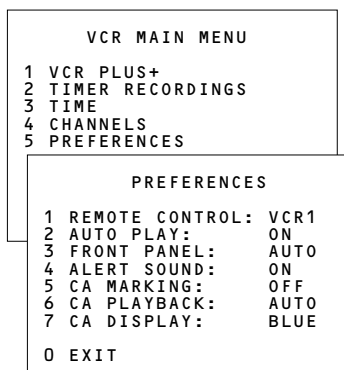 VCR MAIN MENU
1 VCR PLUS+
2 TIMER RECORDINGS
3 TIME
4 CHANNELS
5 PREFERENCES
PREFERENCES
1 REMOTE CONTROL: VCR1
2 AUTO PLAY: ON
3 FRONT PANEL: AUTO
4 ALERT SOUND: ON
5 CA MARKING: OFF
6 CA PLAYBACK: AUTO
7 CA DISPLAY: BLUE
0 EXIT